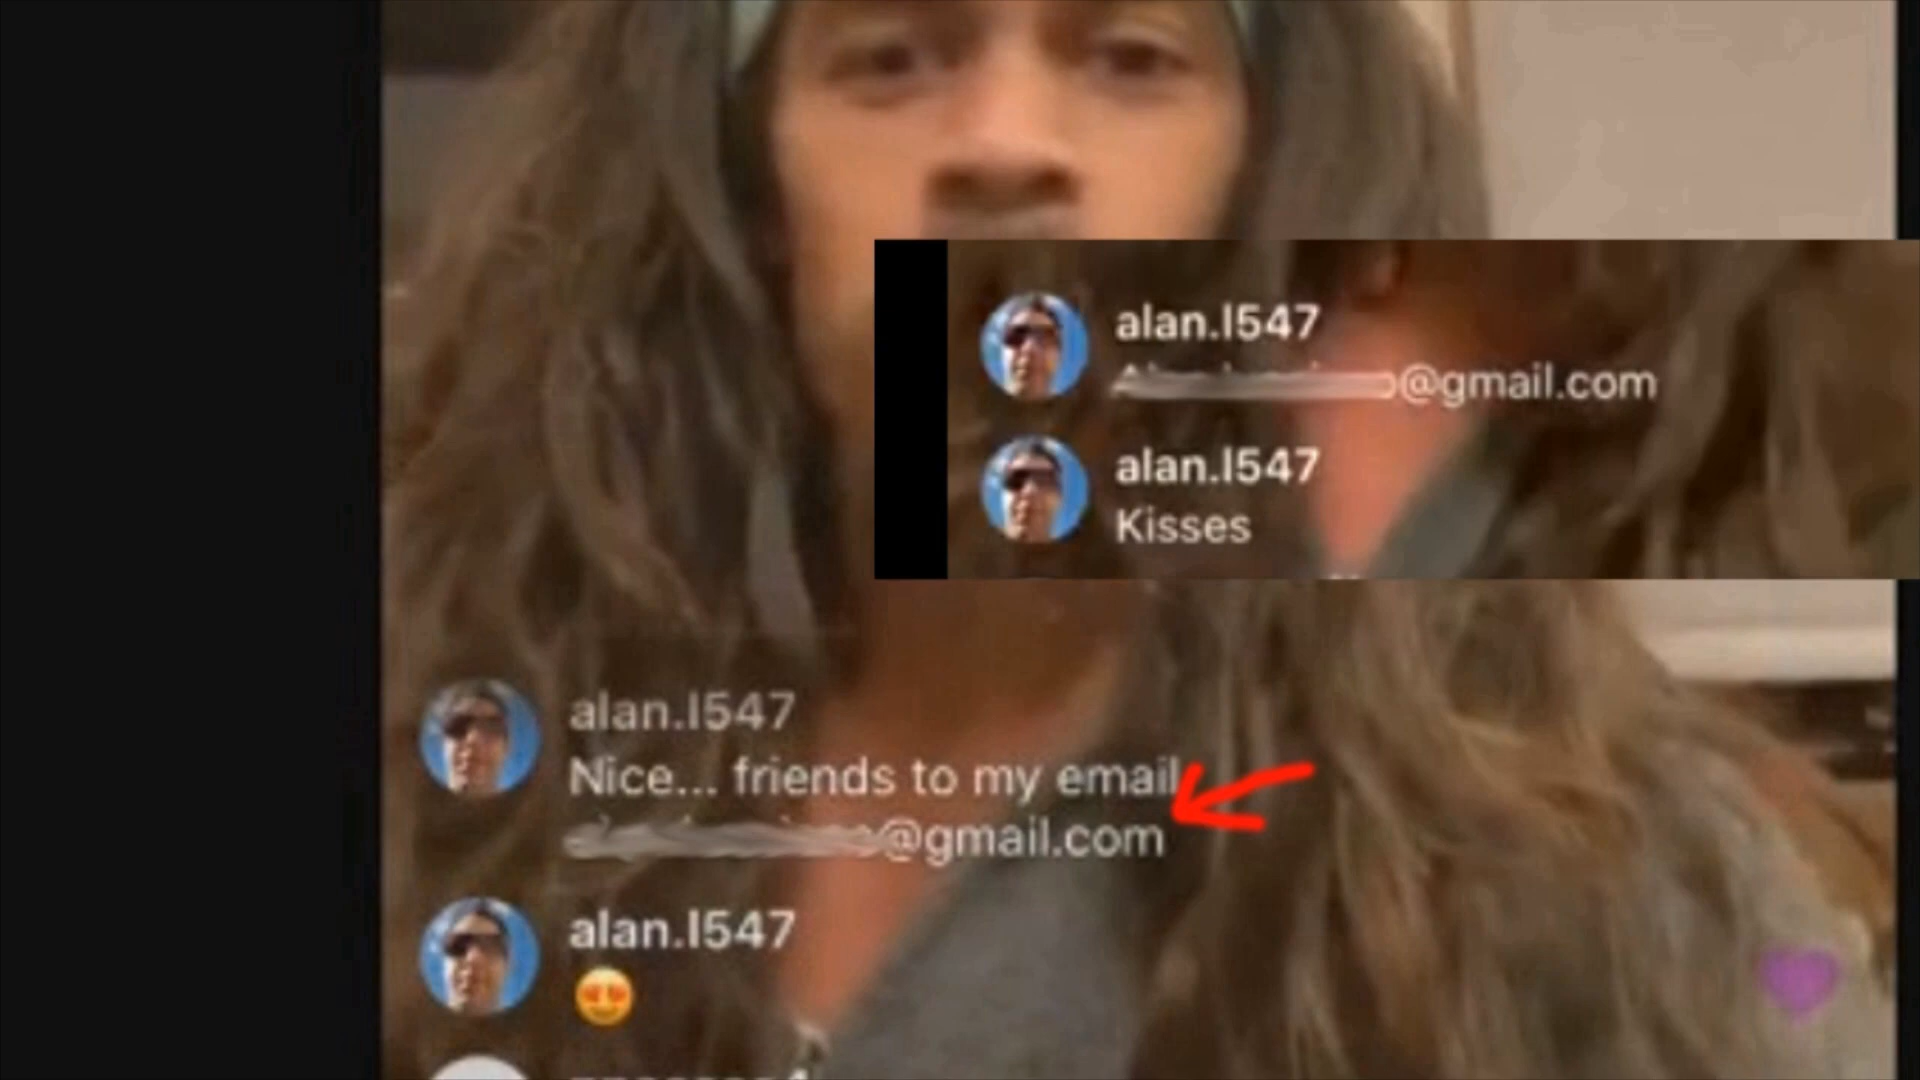 alan.l547
@gmail.com
alan.l547
Kisses
alan.l547
Nice... friends to my email
@gmail.com
alan.l547
😍